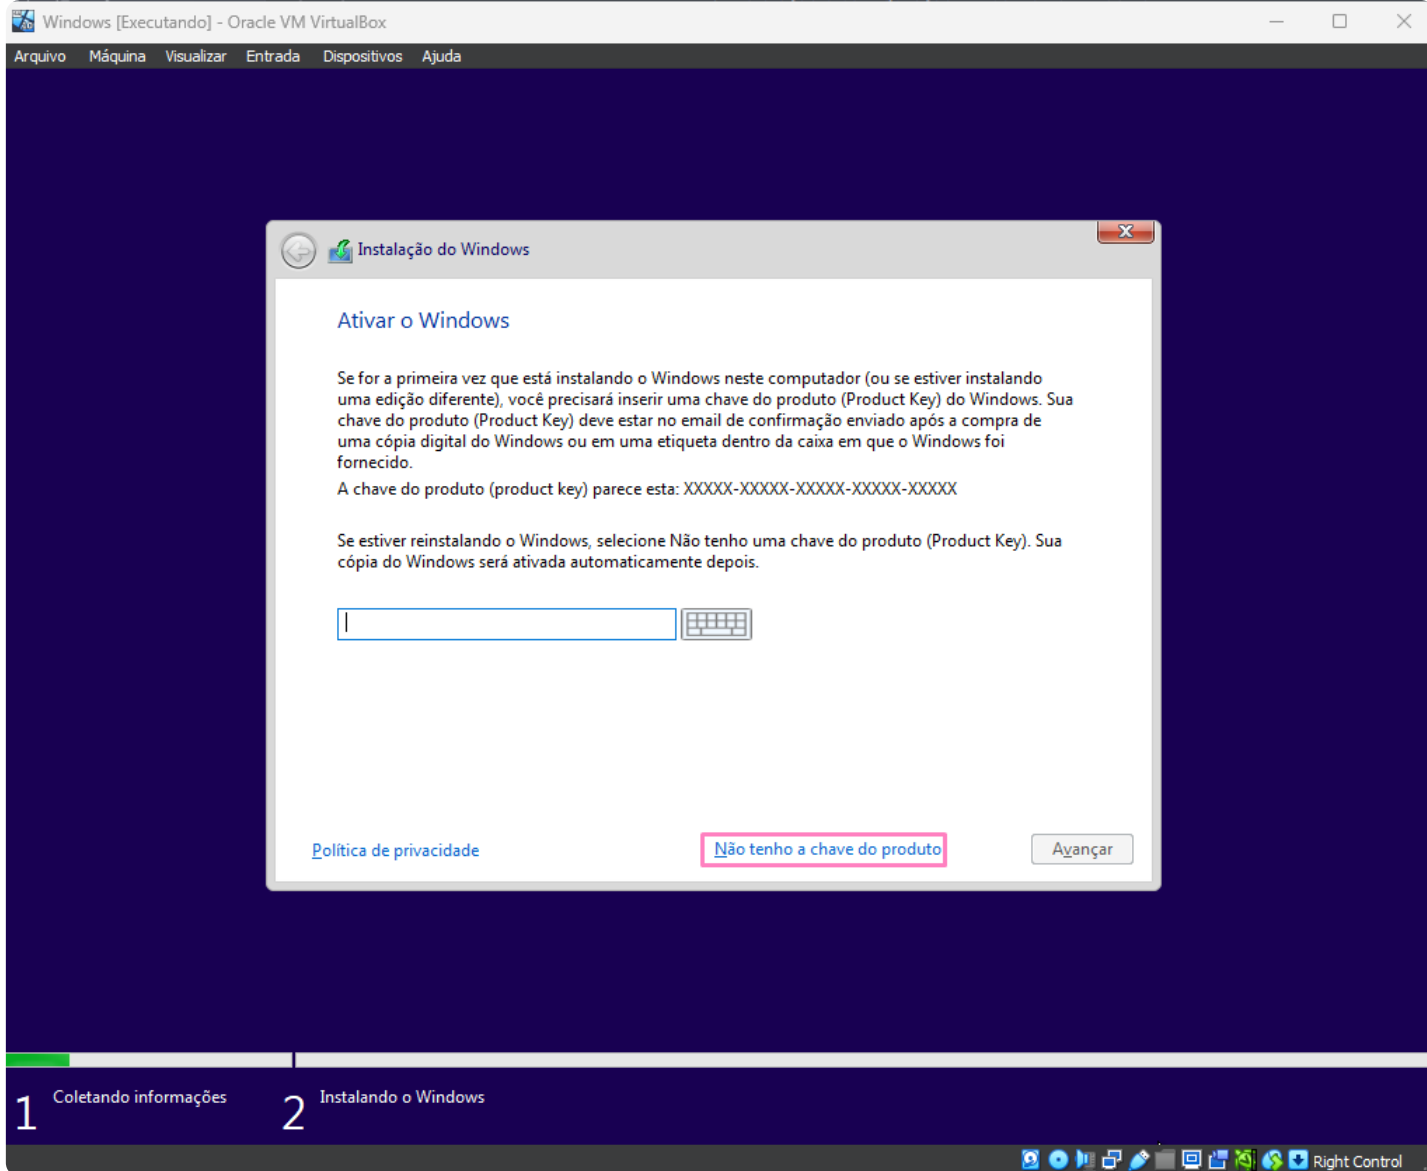 Windows [Executando] - Oracle VM VirtualBox
Arquivo Máquina Visualizar Entrada Dispositivos Ajuda
Instalação do Windows
Ativar o Windows
Se for a primeira vez que está instalando o Windows neste computador (ou se estiver instalando
uma edição diferente), você precisará inserir uma chave do produto (Product Key) do Windows. Sua
chave do produto (Product Key) deve estar no email de confirmação enviado após a compra de
uma cópia digital do Windows ou em uma etiqueta dentro da caixa em que o Windows foi
fornecido.
A chave do produto (product key) parece esta: XXXXX-XXXXX-XXXXX-XXXXX-XXXXX
Se estiver reinstalando o Windows, selecione Não tenho uma chave do produto (Product Key). Sua
cópia do Windows será ativada automaticamente depois.
Política de privacidade Não tenho a chave do produto Avançar
1 Coletando informações 2 Instalando o Windows
Right Control